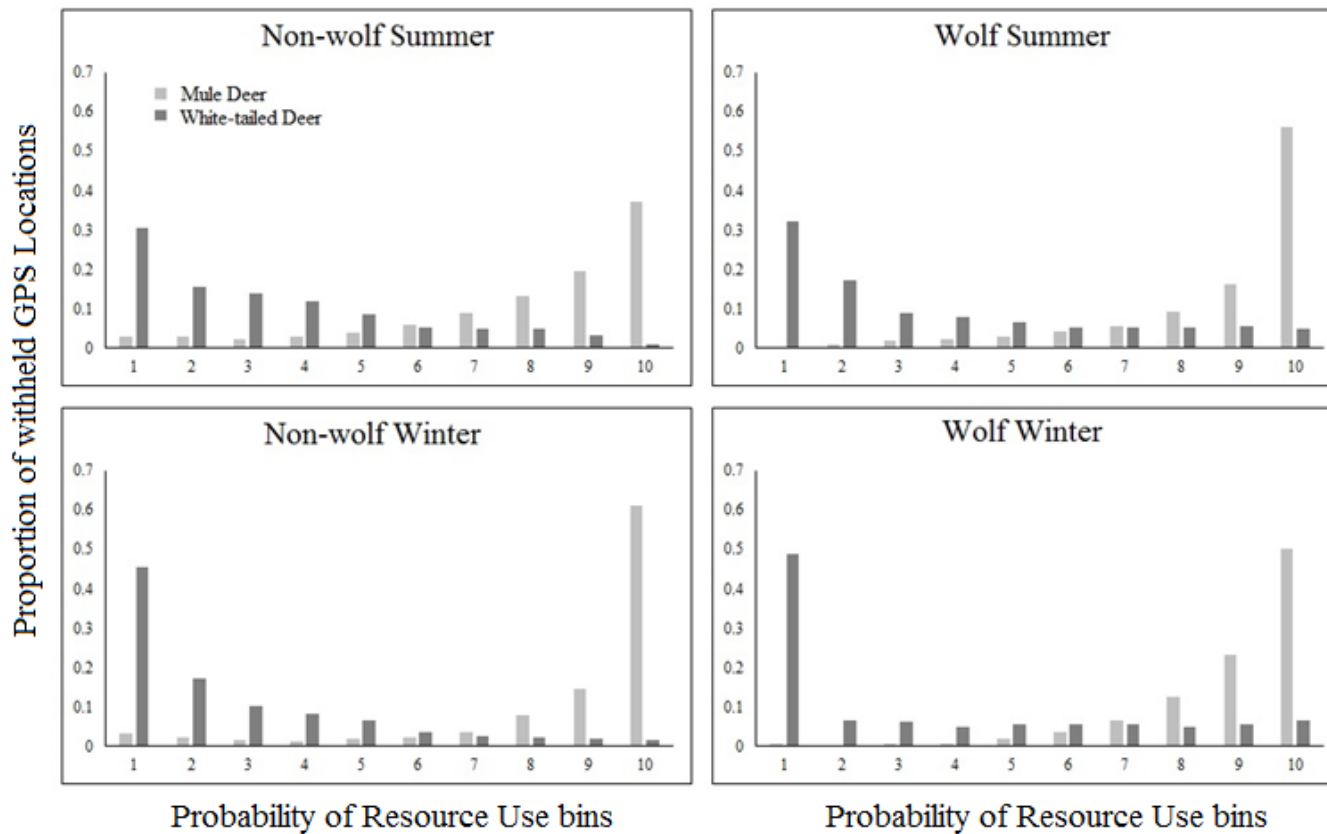 Proportion of withheld GPS Locations
Non-wolf Summer
Mule Deer
White-tailed Deer
0.7
0.6
0.5
0.4
0.3
0.2
0.1
0
1 2 3 4 5 6 7 8 9 10
Wolf Summer
0.7
0.6
0.5
0.4
0.3
0.2
0.1
0
1 2 3 4 5 6 7 8 9 10
Non-wolf Winter
0.7
0.6
0.5
0.4
0.3
0.2
0.1
0
1 2 3 4 5 6 7 8 9 10
Wolf Winter
0.7
0.6
0.5
0.4
0.3
0.2
0.1
0
1 2 3 4 5 6 7 8 9 10
Probability of Resource Use bins
Probability of Resource Use bins